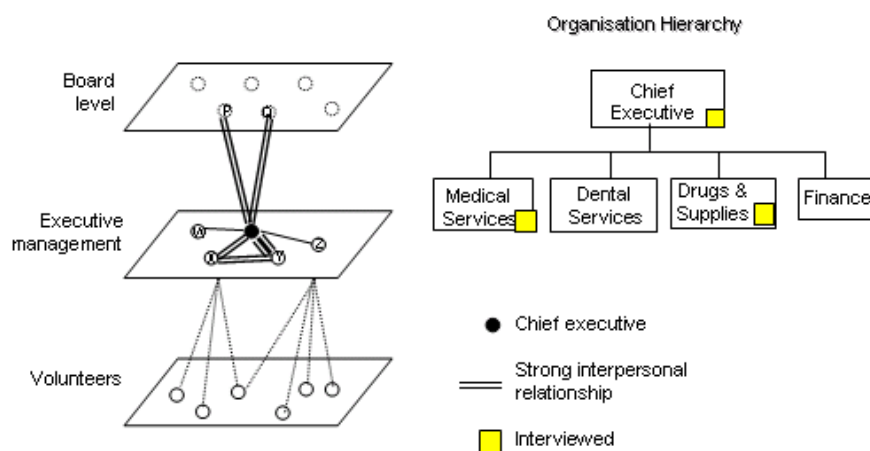 Organisation Hierarchy
Board
level
P
Q
Chief
Executive
Medical
Services
Dental
Services
Drugs &
Supplies
Finance
Executive
management
W
Z
X
Y
Chief executive
Strong interpersonal
relationship
Volunteers
Interviewed